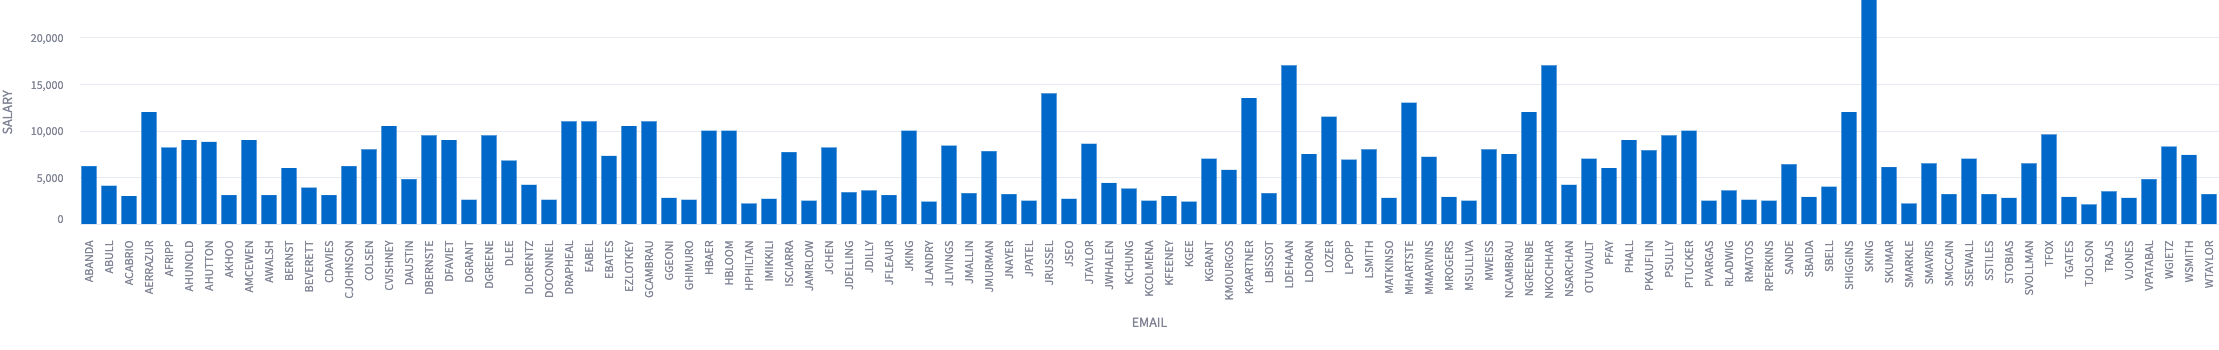 20,000
15,000
10,000
5,000
0
SALARY
ABANDA
ABULL
ACABRIO
AERRAZUR
AFRIPP
AHUNOLD
AHUTTON
AKHOO
AMCEWEN
AWALSH
BERNST
BEVERETT
CDAVIES
CJOHNSON
COLSEN
CVISHNEY
DAUSTIN
DBERNSTE
DFAVIET
DGRANT
DGREENE
DLEE
DLORENTZ
DOCONNEL
DRAPHEAL
EABEL
EBATES
EZLOTKEY
GCAMBRAU
GGEONI
GHIMURO
HBAER
HBLOOM
HPHILTAN
IMIKKILI
ISCIARRA
JAMRLOW
JCHEN
JDELLING
JDILLY
JFLEAUR
JKING
JLANDRY
JLIVINGS
JMALLIN
JMURMAN
JNAYER
JPATEL
JRUSSEL
JSEO
JTAYLOR
JWHALEN
KCHUNG
KCOLMENA
KFEENEY
KGEE
KGRANT
KMOURGOS
KPARTNER
LBISSOT
LDEHAAN
LDORAN
LOZER
LPOPP
LSMITH
MATKINSO
MHARTSTE
MMARVINS
MROGERS
MSULLIVA
MWEISS
NCAMBRAU
NGREENBE
NKOCHHAR
NSARCHAN
OTUVAULT
PFAY
PHALL
PKAUFLIN
PSULLY
PTUCKER
PVARGAS
RLADWIG
RMATOS
RPERKINS
SANDE
SBAIDA
SBELL
SHIGGINS
SKING
SKUMAR
SMARKLE
SMAVRIS
SMCCAIN
SSEWALL
SSTILES
STOBIAS
SVOLLMAN
TFOX
TGATES
TJOLSON
TRAJS
VJONES
VPATABAL
WGIETZ
WSMITH
WTAYLOR
EMAIL